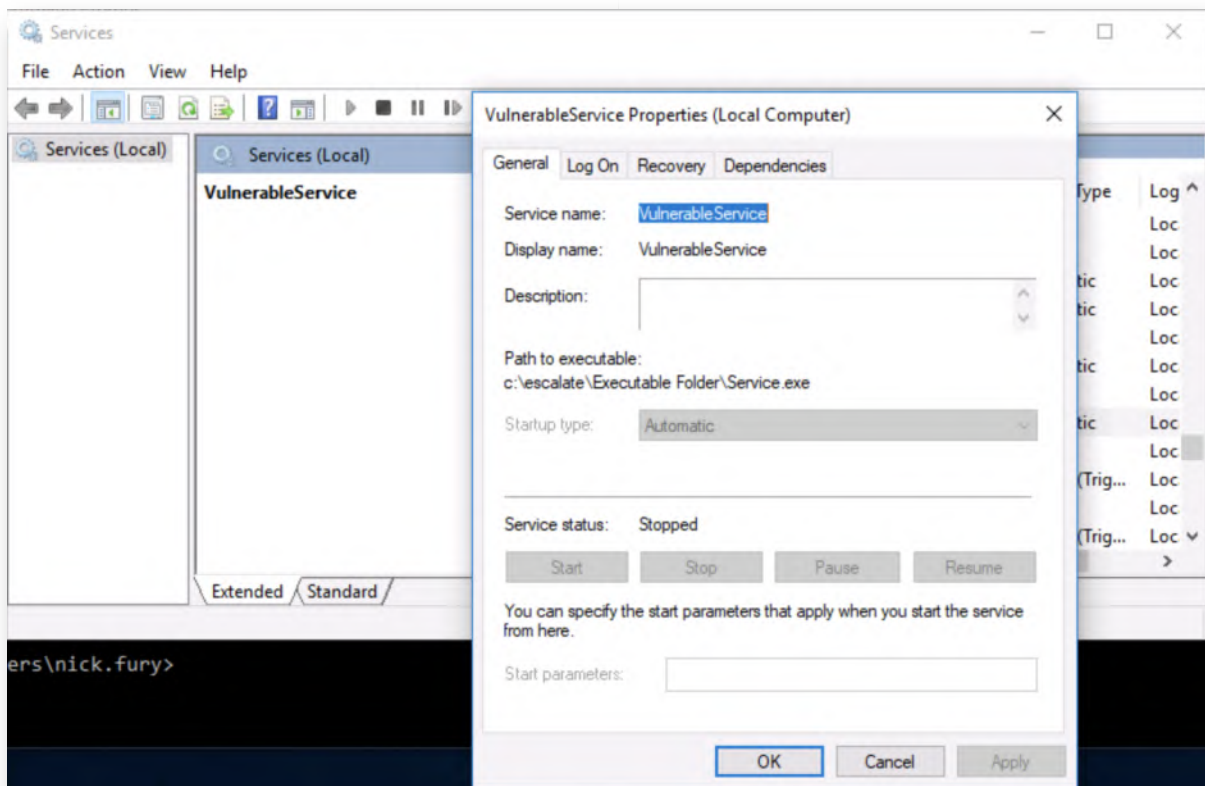 Services
File Action View Help
Services (Local)
Services (Local)
VulnerableService
Type Log
Loc
Loc
tic Loc
tic Loc
Loc
tic Loc
Loc
tic Loc
Loc
(Trig... Loc
Loc
(Trig... Loc
Extended Standard
VulnerableService Properties (Local Computer)
General Log On Recovery Dependencies
Service name: VulnerableService
Display name: VulnerableService
Description:
Path to executable:
c:\escalate\Executable Folder\Service.exe
Startup type: Automatic
Service status: Stopped
Start Stop Pause Resume
You can specify the start parameters that apply when you start the service
from here.
Start parameters:
OK Cancel Apply
ers\nick.fury>